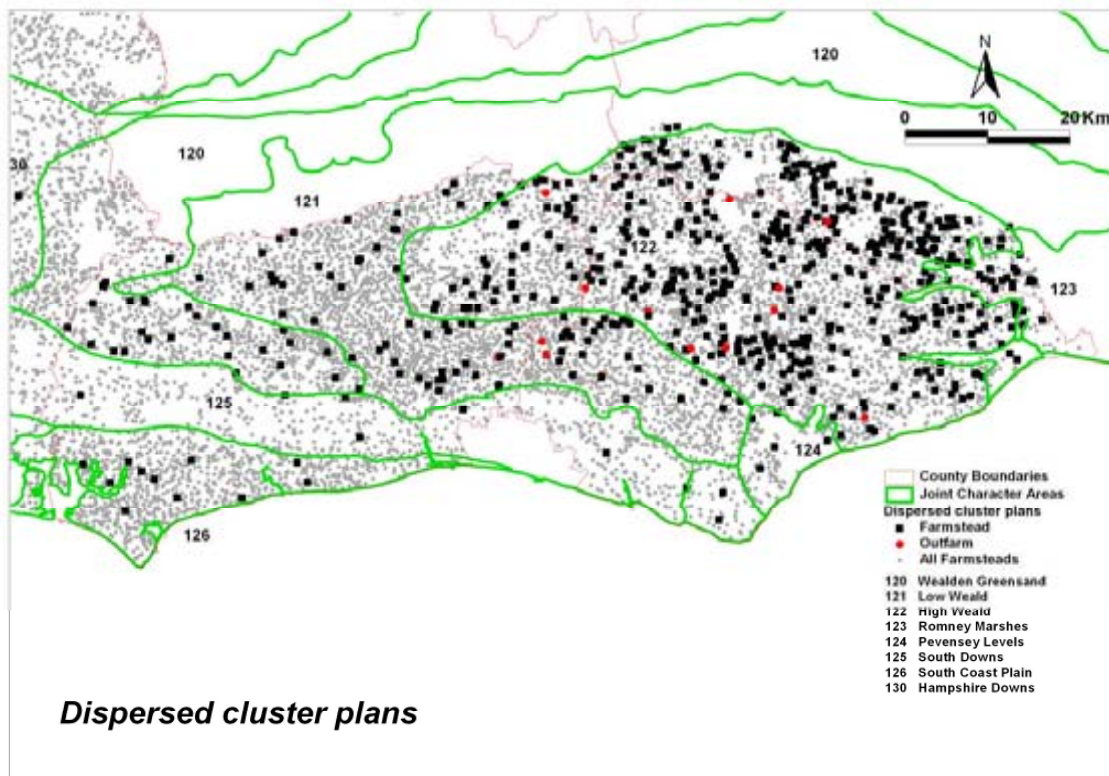 120
N
0 10 20 Km
120
30
121
122
123
125
124
126
County Boundaries
Joint Character Areas
Dispersed cluster plans
Farmstead
Outfarm
All Farmsteads
120 Wealden Greensand
121 Low Weald
122 High Weald
123 Romney Marshes
124 Pevensey Levels
125 South Downs
126 South Coast Plain
130 Hampshire Downs
Dispersed cluster plans